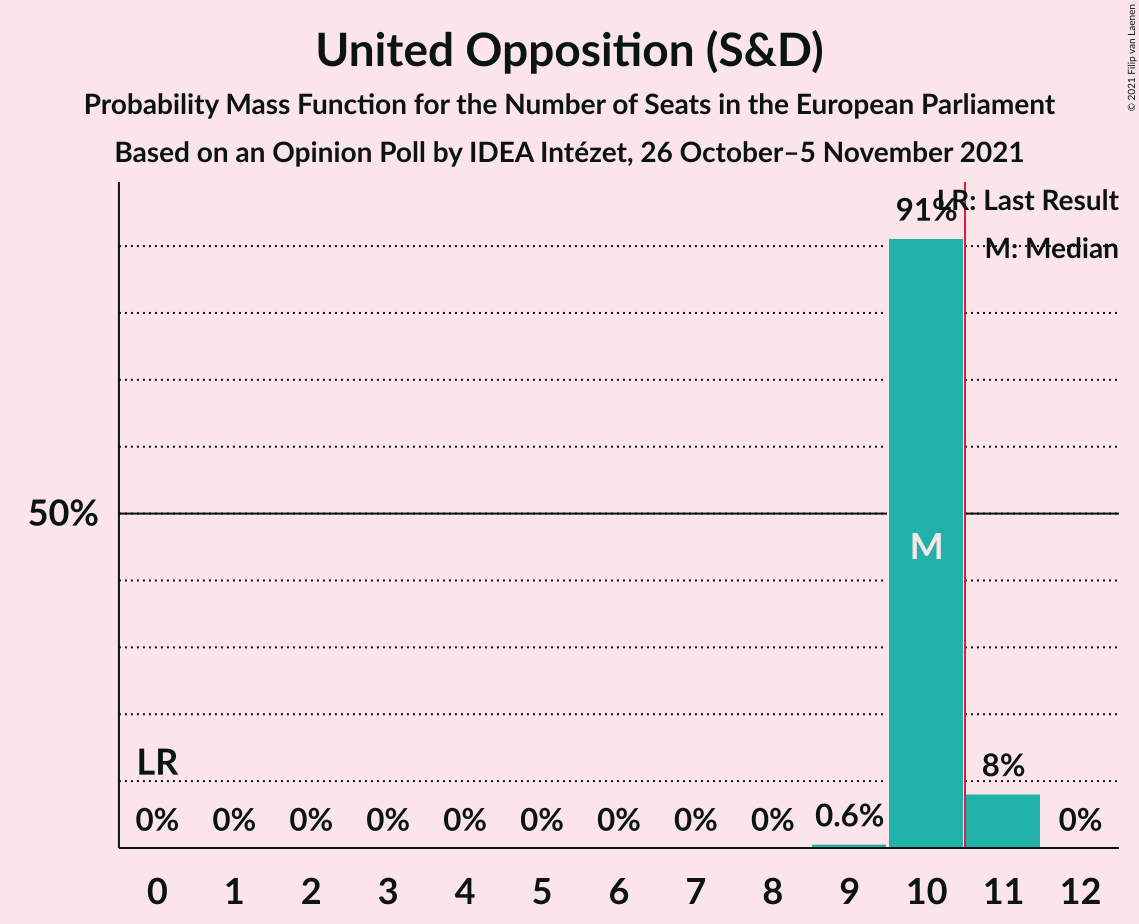 United Opposition (S&D)
Probability Mass Function for the Number of Seats in the European Parliament
Based on an Opinion Poll by IDEA Intézet, 26 October–5 November 2021
© 2021 Filip van Laenen
LR: Last Result
M: Median
91%
50%
M
LR
0% 0% 0% 0% 0% 0% 0% 0% 0% 0.6% 8% 0%
0 1 2 3 4 5 6 7 8 9 10 11 12